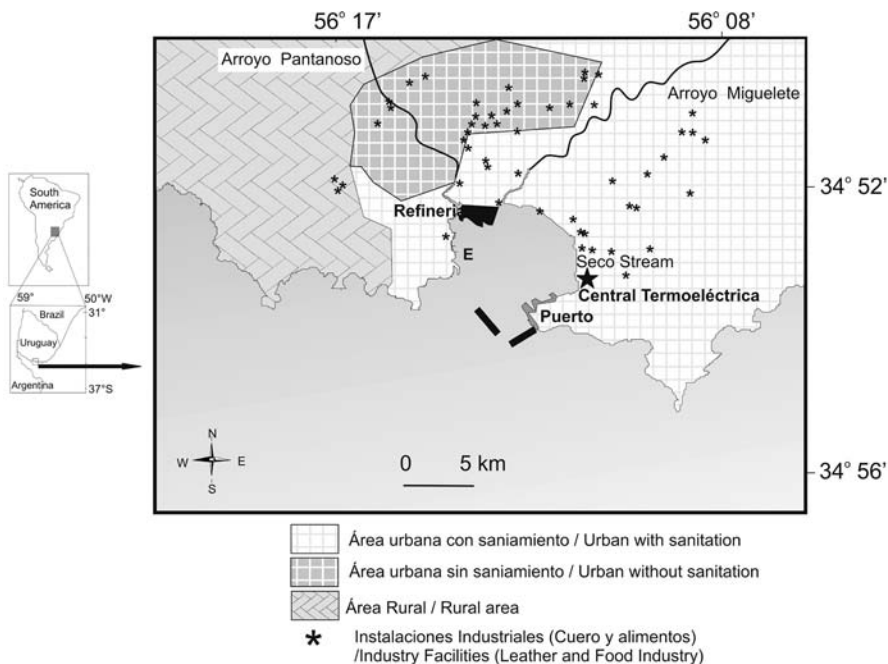 56° 17’
56° 08’
Arroyo Pantanoso
Arroyo Miguelete
34° 52’
South
America
Refinería
E
Seco Stream
Central Termoeléctrica
Puerto
59°
50°W
31°
Brazil
Uruguay
Argentina
37°S
N
W
E
S
0
5 km
34° 56’
Área urbana con saniamiento / Urban with sanitation
Área urbana sin saniamiento / Urban without sanitation
Área Rural / Rural area
* Instalaciones Industriales (Cuero y alimentos)
/Industry Facilities (Leather and Food Industry)